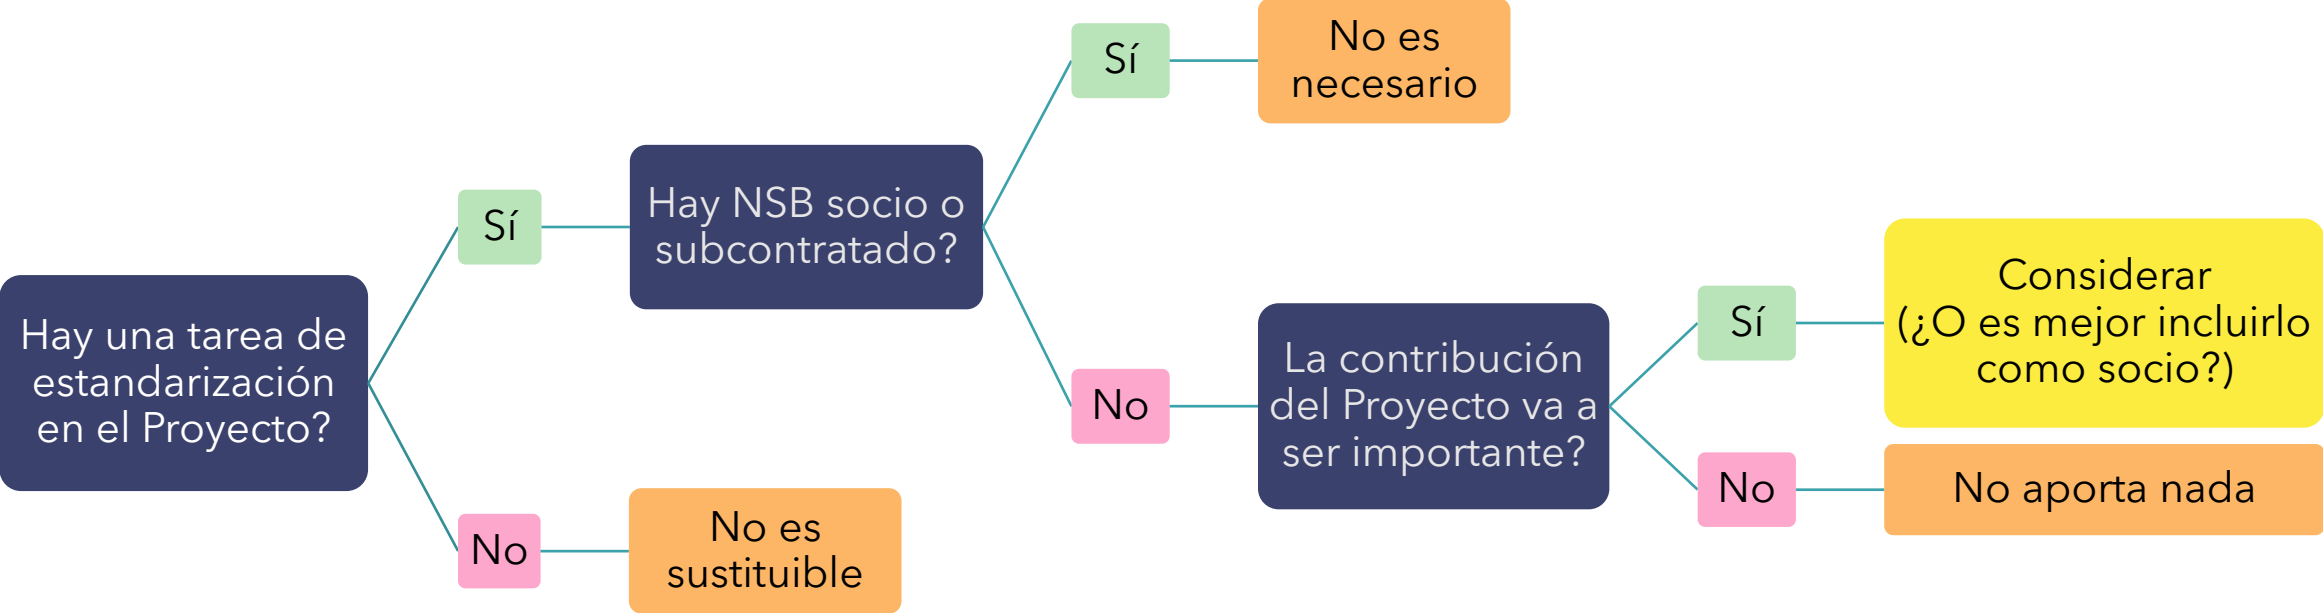 Hay una tarea de
estandarización
en el Proyecto?
Sí
Hay NSB socio o
subcontratado?
Sí
No es
necesario
No
La contribución
del Proyecto va a
ser importante?
Sí
Considerar
(¿O es mejor incluirlo
como socio?)
No
No aporta nada
No
No es
sustituible